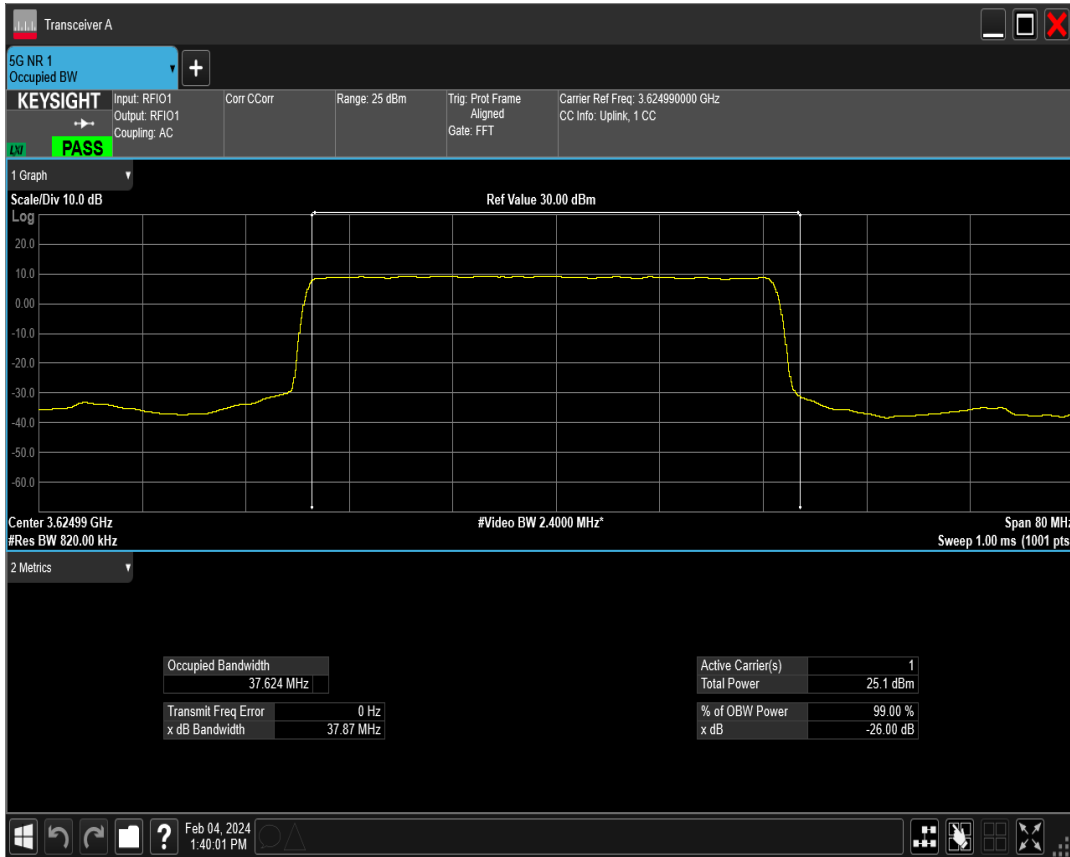 Transceiver A
5G NR 1
Occupied BW
+
KEYSIGHT
LXI
PASS
Input: RFIO1
Output: RFIO1
Coupling: AC
Corr CCorr
Range: 25 dBm
Trig: Prot Frame
Aligned
Gate: FFT
Carrier Ref Freq: 3.624990000 GHz
CC Info: Uplink, 1 CC
1 Graph
Scale/Div 10.0 dB
Ref Value 30.00 dBm
Log
20.0
10.0
0.00
-10.0
-20.0
-30.0
-40.0
-50.0
-60.0
Center 3.62499 GHz
#Video BW 2.4000 MHz*
Span 80 MHz
#Res BW 820.00 kHz
Sweep 1.00 ms (1001 pts
2 Metrics
Occupied Bandwidth
37.624 MHz
Transmit Freq Error 0 Hz
x dB Bandwidth 37.87 MHz
Active Carrier(s) 1
Total Power 25.1 dBm
% of OBW Power 99.00 %
x dB -26.00 dB
?
Feb 04, 2024
1:40:01 PM